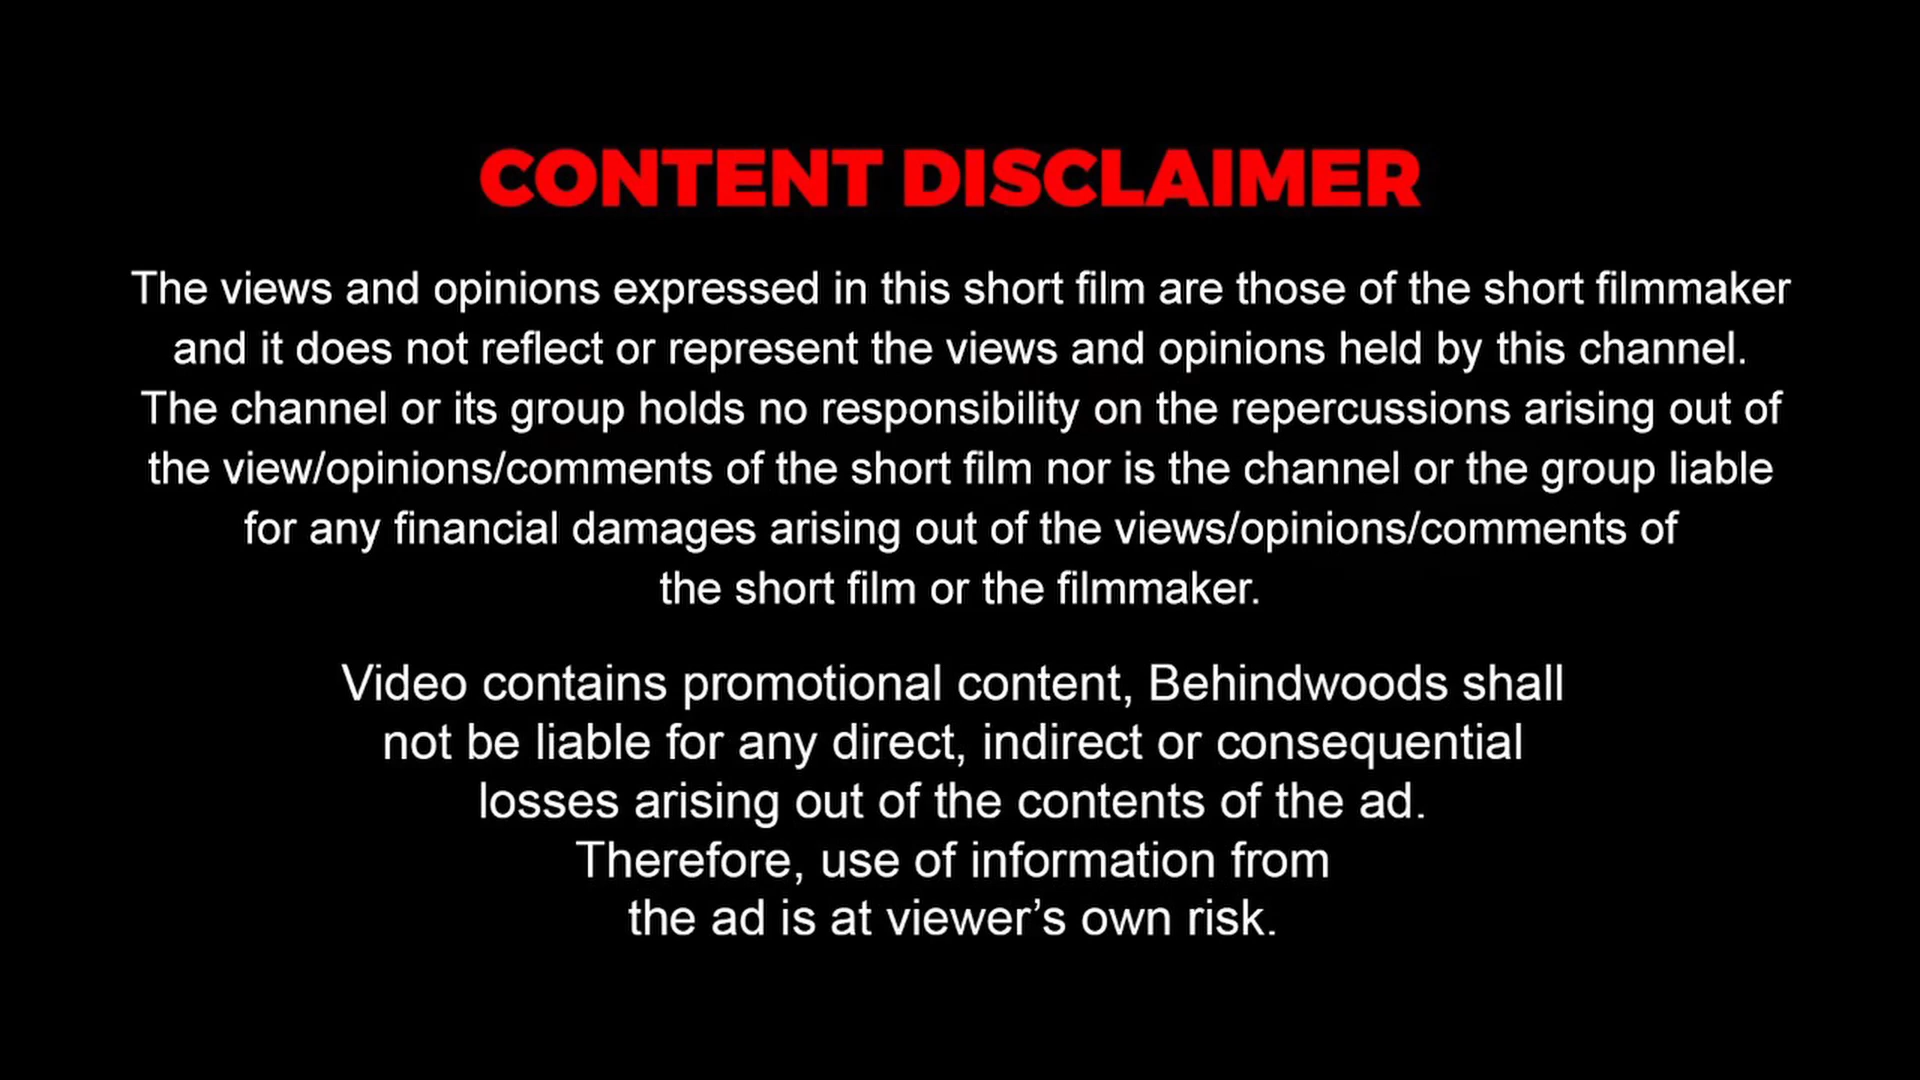 CONTENT DISCLAIMER
The views and opinions expressed in this short film are those of the short filmmaker
and it does not reflect or represent the views and opinions held by this channel.
The channel or its group holds no responsibility on the repercussions arising out of
the view/opinions/comments of the short film nor is the channel or the group liable
for any financial damages arising out of the views/opinions/comments of
the short film or the filmmaker.
Video contains promotional content, Behindwoods shall
not be liable for any direct, indirect or consequential
losses arising out of the contents of the ad.
Therefore, use of information from
the ad is at viewer’s own risk.